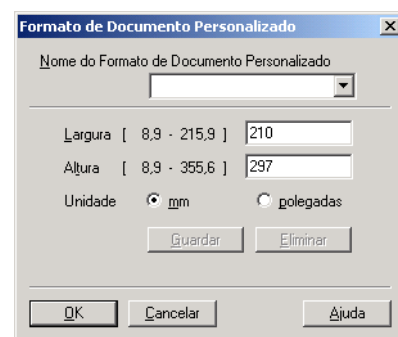 Formato de Documento Personalizado
Nome do Formato de Documento Personalizado
Largura [ 8,9 - 215,9 ] 210
Altura [ 8,9 - 355,6 ] 297
Unidade mm polegadas
Guardar Eliminar
OK Cancelar Ajuda